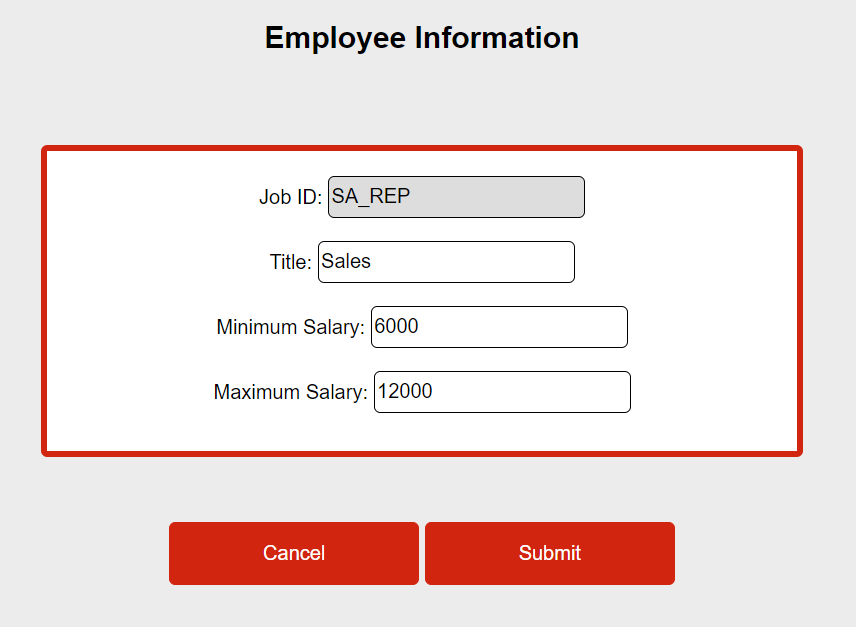 Employee Information
Job ID: SA_REP
Title: Sales
Minimum Salary: 6000
Maximum Salary: 12000
Cancel Submit